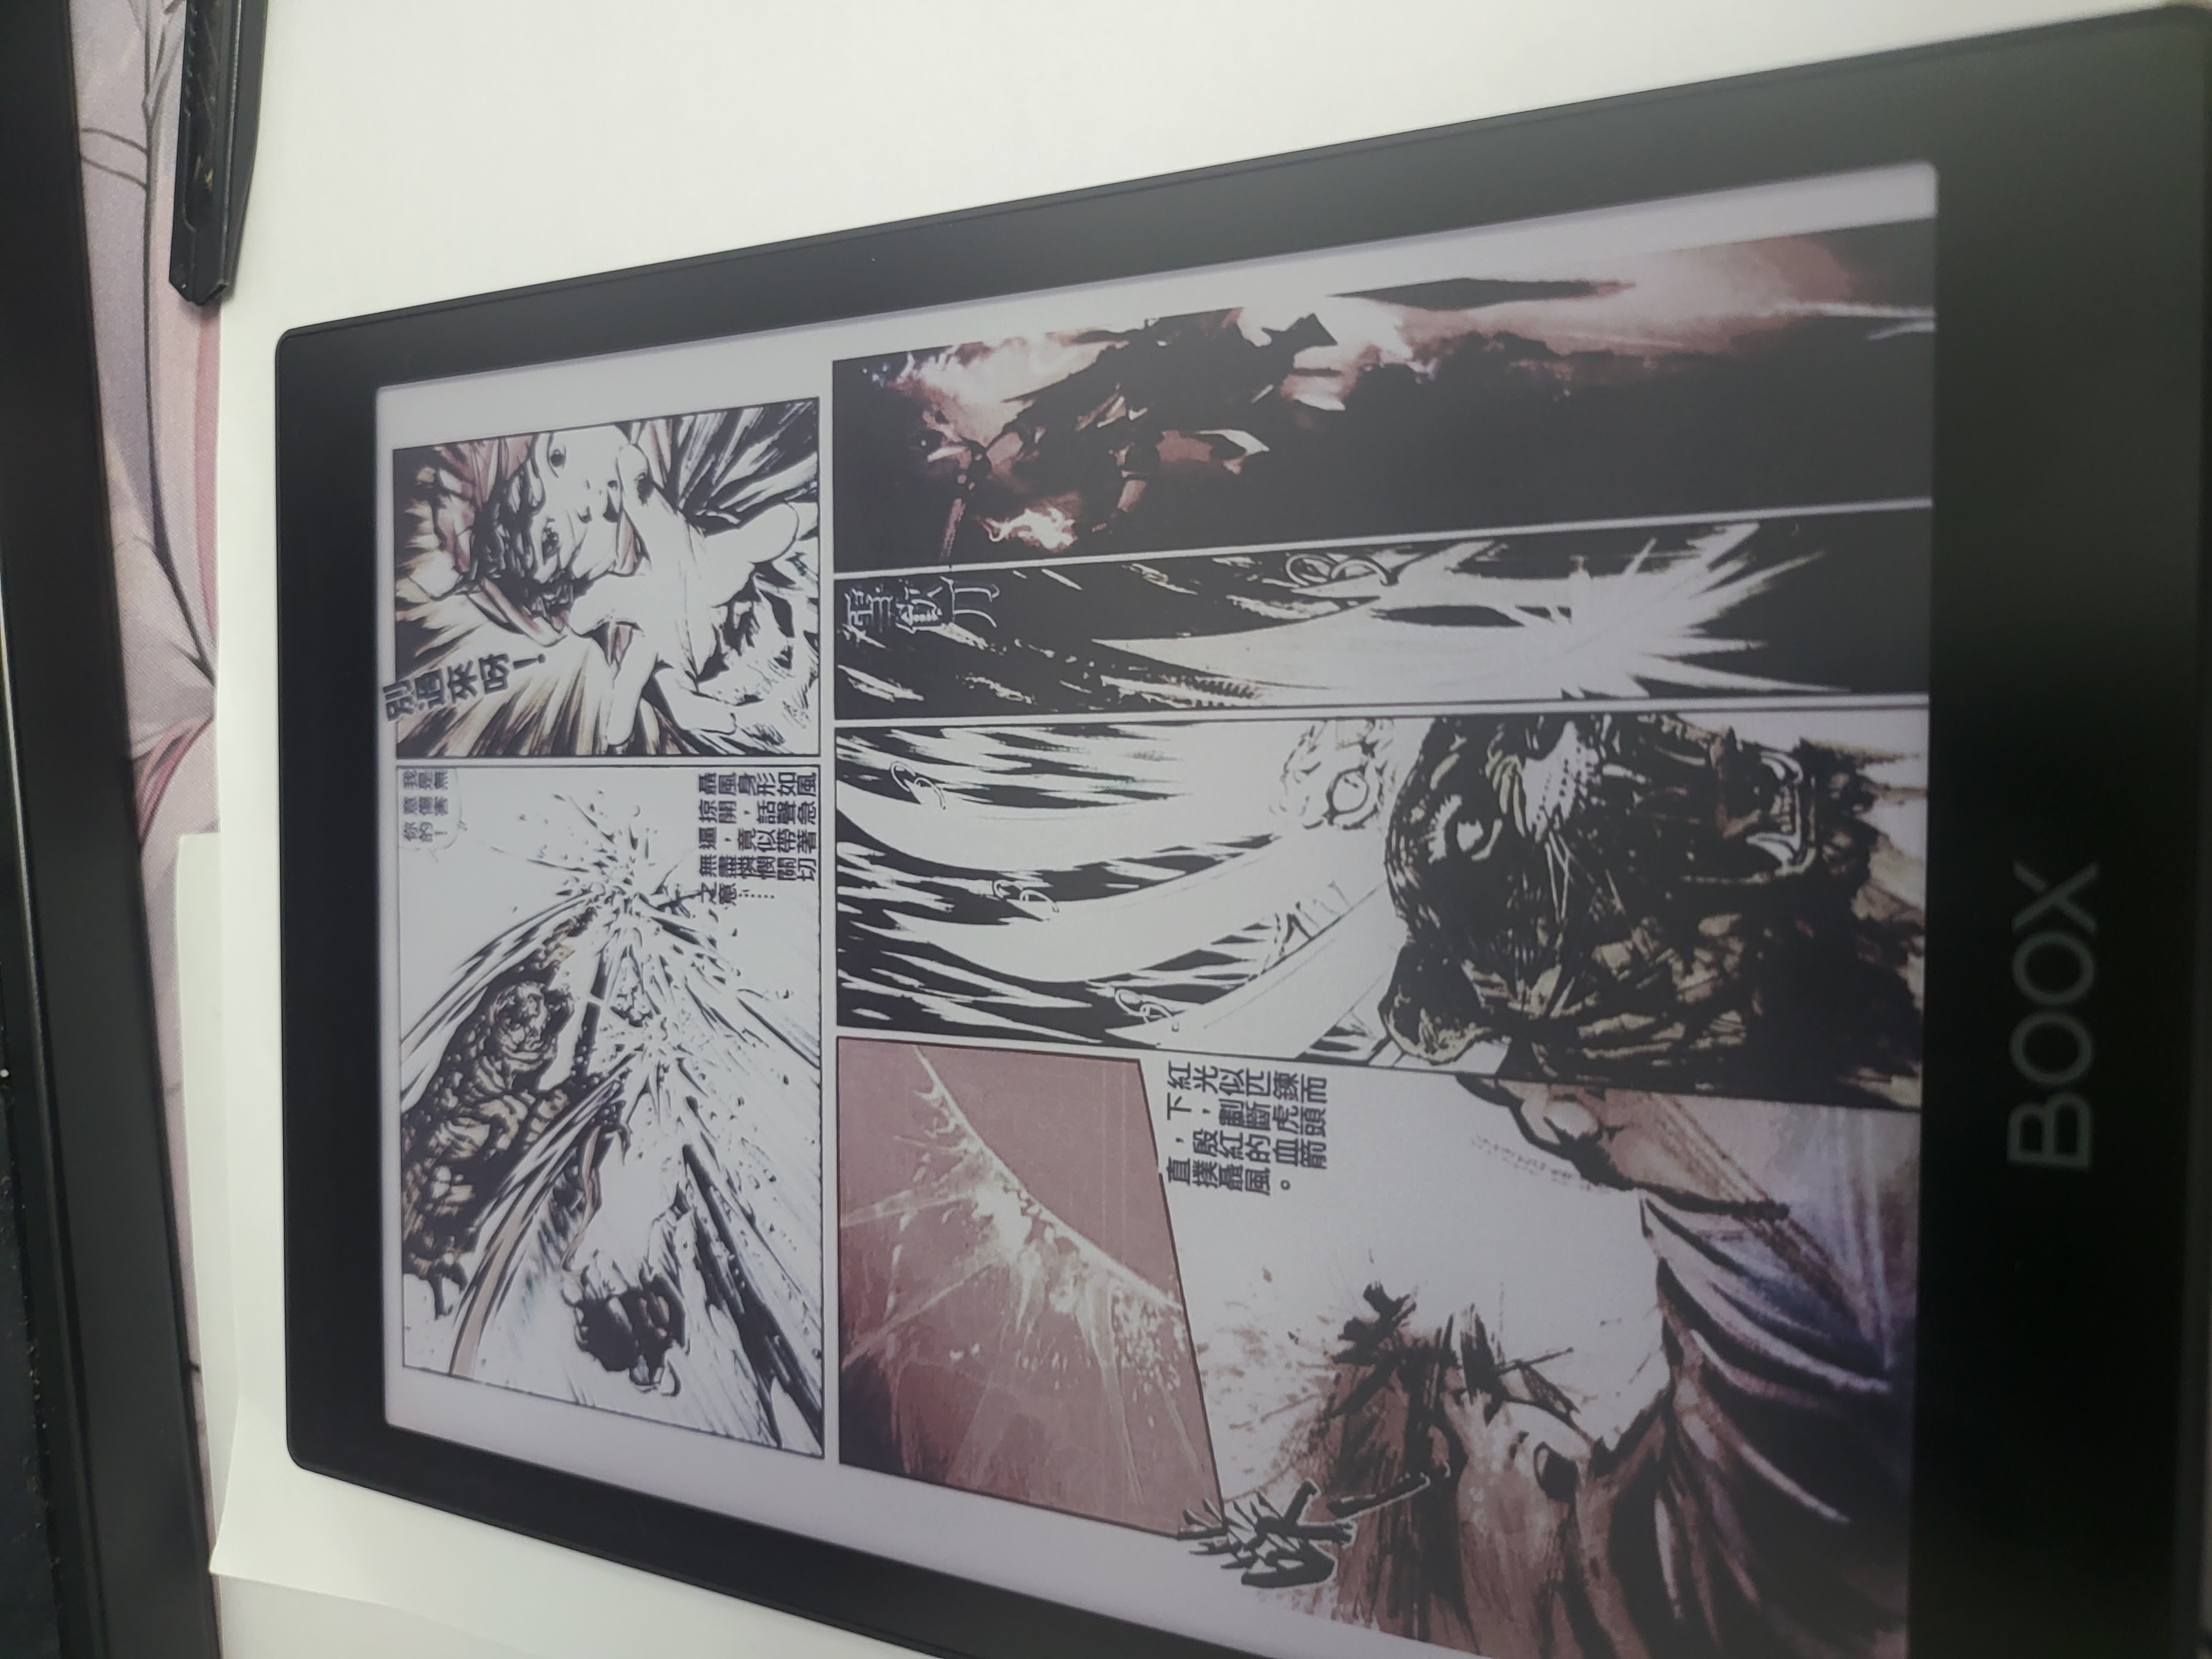 別過來呀！
我是無
意傷害
你的！
聶風身形如風
掠開，話聲急
逼，竟似帶著
無盡憐憫關切
之意……
雪飲刀
紅光似匹鍊而
下，劃斷虎頭
，殷紅的血箭
直撲聶風。
BOOX